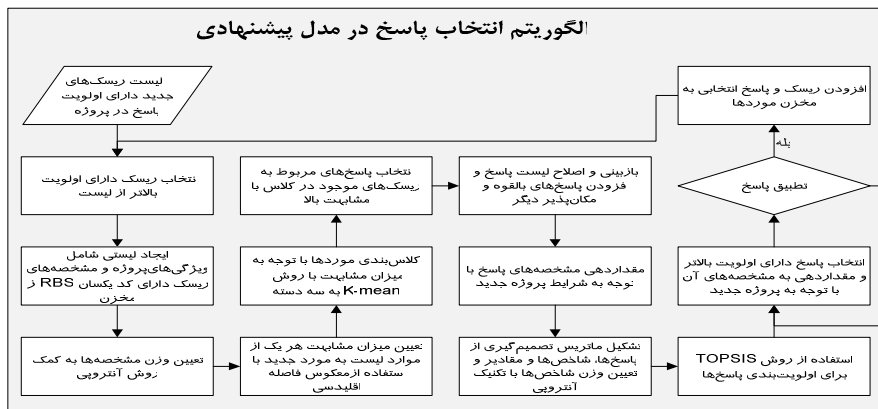 الگوریتم انتخاب پاسخ در مدل پیشنهادی
لیست ریسک‌های
جدید دارای اولویت
پاسخ در پروژه
انتخاب ریسک دارای اولویت
بالاتر از لیست
ایجاد لیستی شامل
ویژگی‌های‌پروژه و مشخصه‌های
ریسک دارای کد یکسان RBS ز
مخزن
تعیین وزن مشخصه‌ها به کمک
روش آنتروپی
تعیین میزان مشابهت هر یک از
موارد لیست به مورد جدید با
ستفاده ازمعکوس فاصله
اقلیدسی
کلاس‌بندی موردها با توجه به
میزان مشابهت با روش
K-mean به سه دسته
نتخاب پاسخ‌های مربوط به
ریسک‌های موجود در کلاس با
مشابهت بالا
بازبینی و اصلاح لیست پاسخ و
فزودن پاسخ‌های بالقوه و
مکان‌پذیر دیگر
مقداردهی مشخصه‌های پاسخ با
توجه به شرایط پروژه جدید
تشکیل ماتریس تصمیم‌گیری از
پاسخ‌ها، شاخص‌ها و مقادیر و
تعیین وزن شاخص‌ها با تکنیک
آنتروپی
استفاده از روش TOPSIS
برای اولویت‌بندی پاسخ‌ها
انتخاب پاسخ دارای اولویت بالاتر
و مقداردهی به مشخصه‌های آن
با توجه به پروژه جدید
تطبیق پاسخ
بله
افزودن ریسک و پاسخ انتخابی به
مخزن موردها